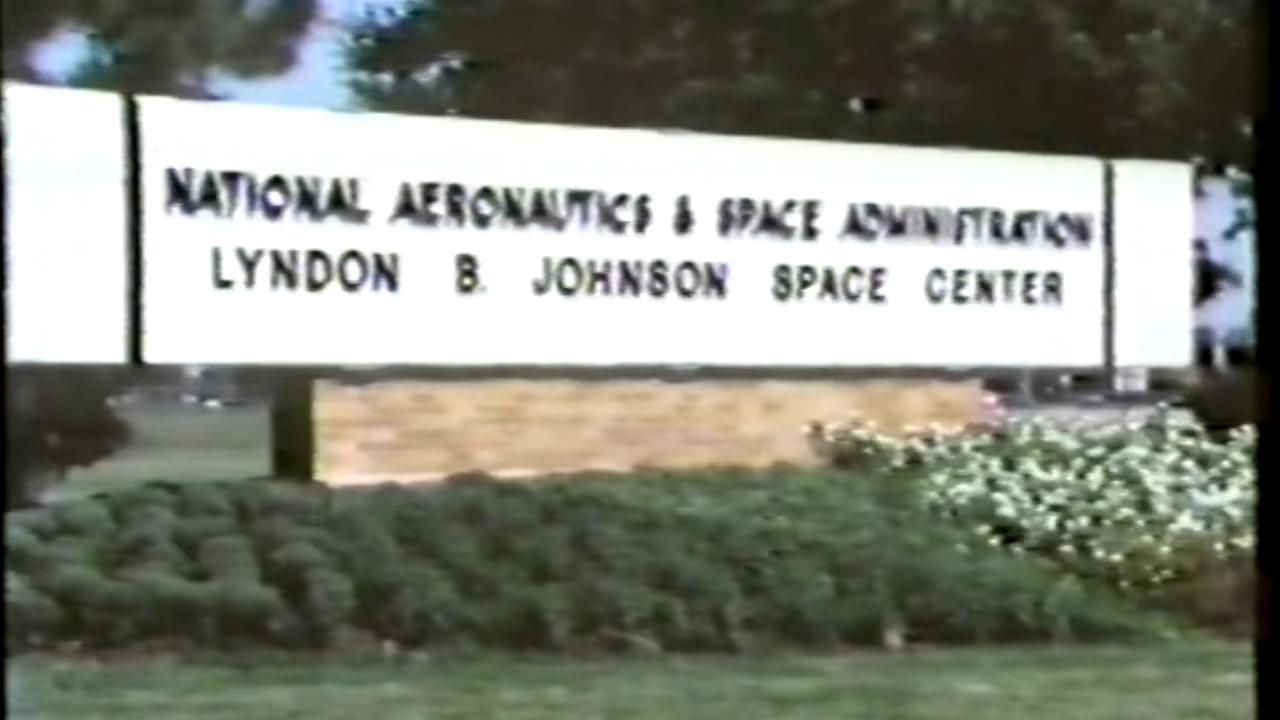 NATIONAL AERONAUTICS & SPACE ADMINISTRATION
LYNDON B. JOHNSON SPACE CENTER